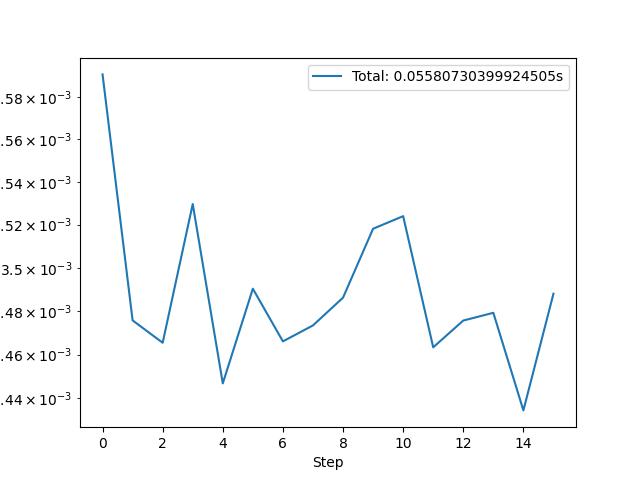 Total: 0.05580730399924505s
.58 × 10⁻³
.56 × 10⁻³
.54 × 10⁻³
.52 × 10⁻³
3.5 × 10⁻³
.48 × 10⁻³
.46 × 10⁻³
.44 × 10⁻³
0 2 4 6 8 10 12 14
Step